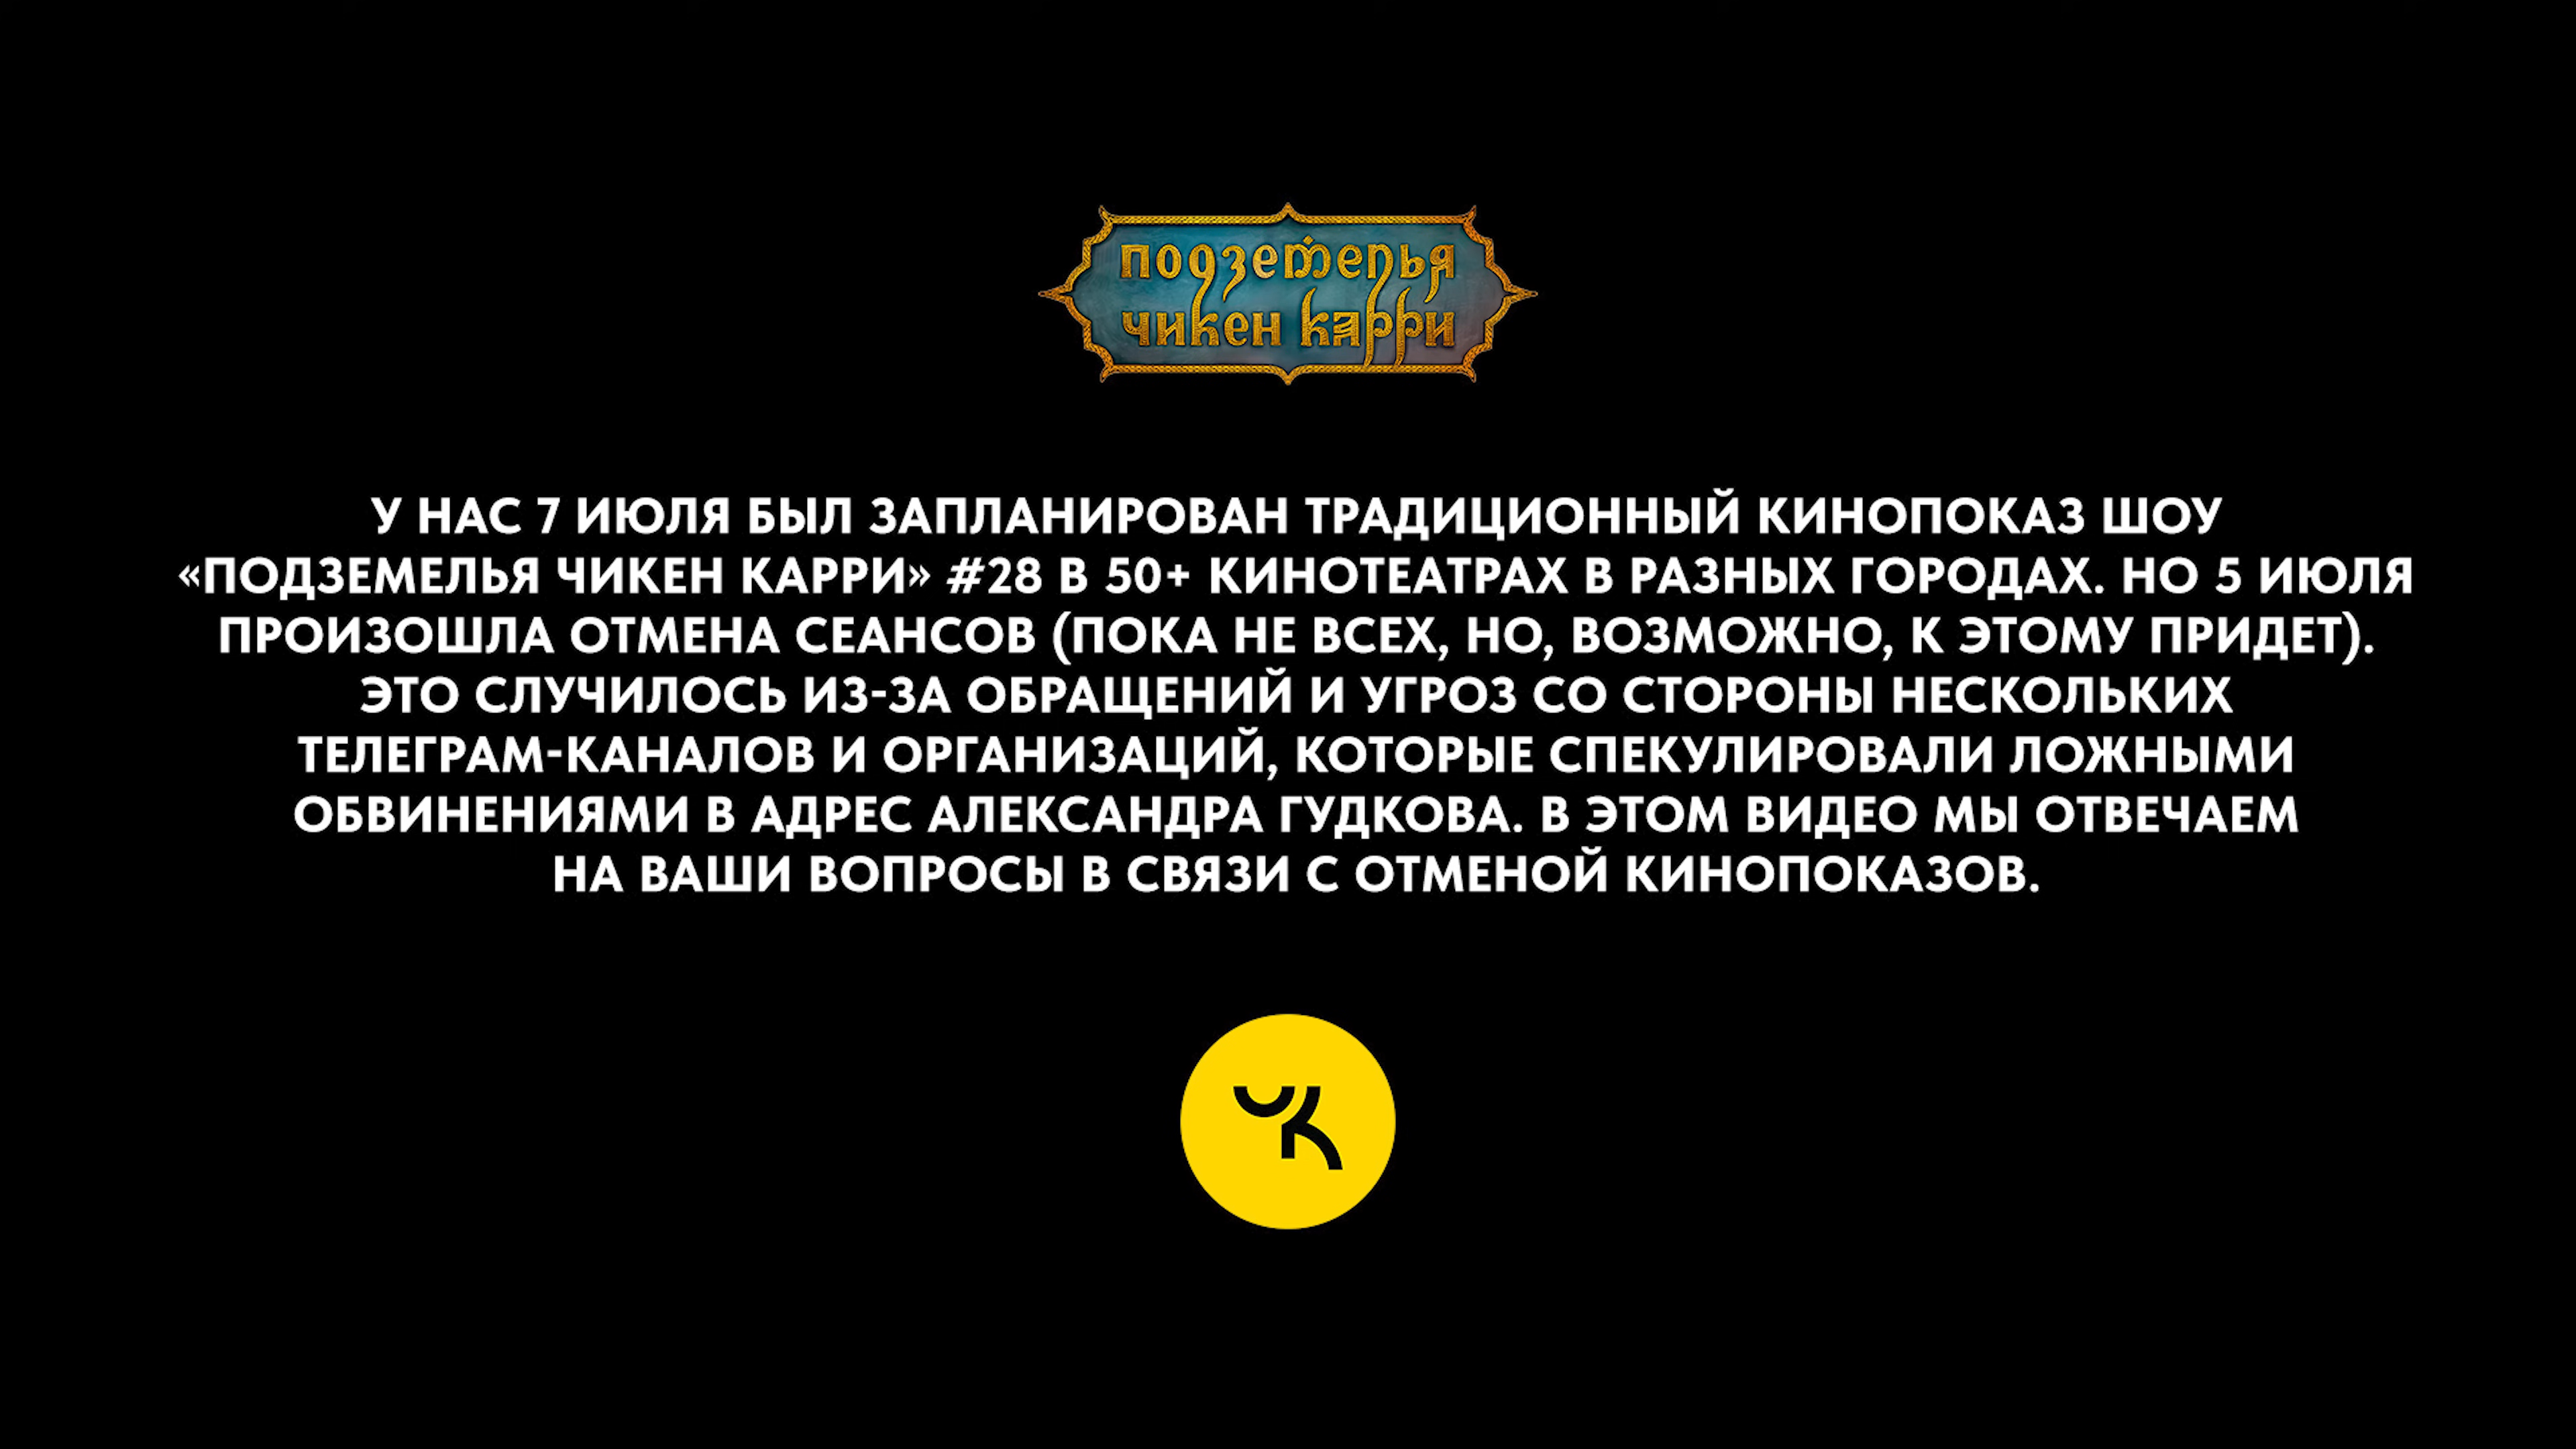 подземелья
чикен карри
У НАС 7 ИЮЛЯ БЫЛ ЗАПЛАНИРОВАН ТРАДИЦИОННЫЙ КИНОПОКАЗ ШОУ
«ПОДЗЕМЕЛЬЯ ЧИКЕН КАРРИ» #28 В 50+ КИНОТЕАТРАХ В РАЗНЫХ ГОРОДАХ. НО 5 ИЮЛЯ
ПРОИЗОШЛА ОТМЕНА СЕАНСОВ (ПОКА НЕ ВСЕХ, НО, ВОЗМОЖНО, К ЭТОМУ ПРИДЕТ).
ЭТО СЛУЧИЛОСЬ ИЗ-ЗА ОБРАЩЕНИЙ И УГРОЗ СО СТОРОНЫ НЕСКОЛЬКИХ
ТЕЛЕГРАМ-КАНАЛОВ И ОРГАНИЗАЦИЙ, КОТОРЫЕ СПЕКУЛИРОВАЛИ ЛОЖНЫМИ
ОБВИНЕНИЯМИ В АДРЕС АЛЕКСАНДРА ГУДКОВА. В ЭТОМ ВИДЕО МЫ ОТВЕЧАЕМ
НА ВАШИ ВОПРОСЫ В СВЯЗИ С ОТМЕНОЙ КИНОПОКАЗОВ.
ЧК